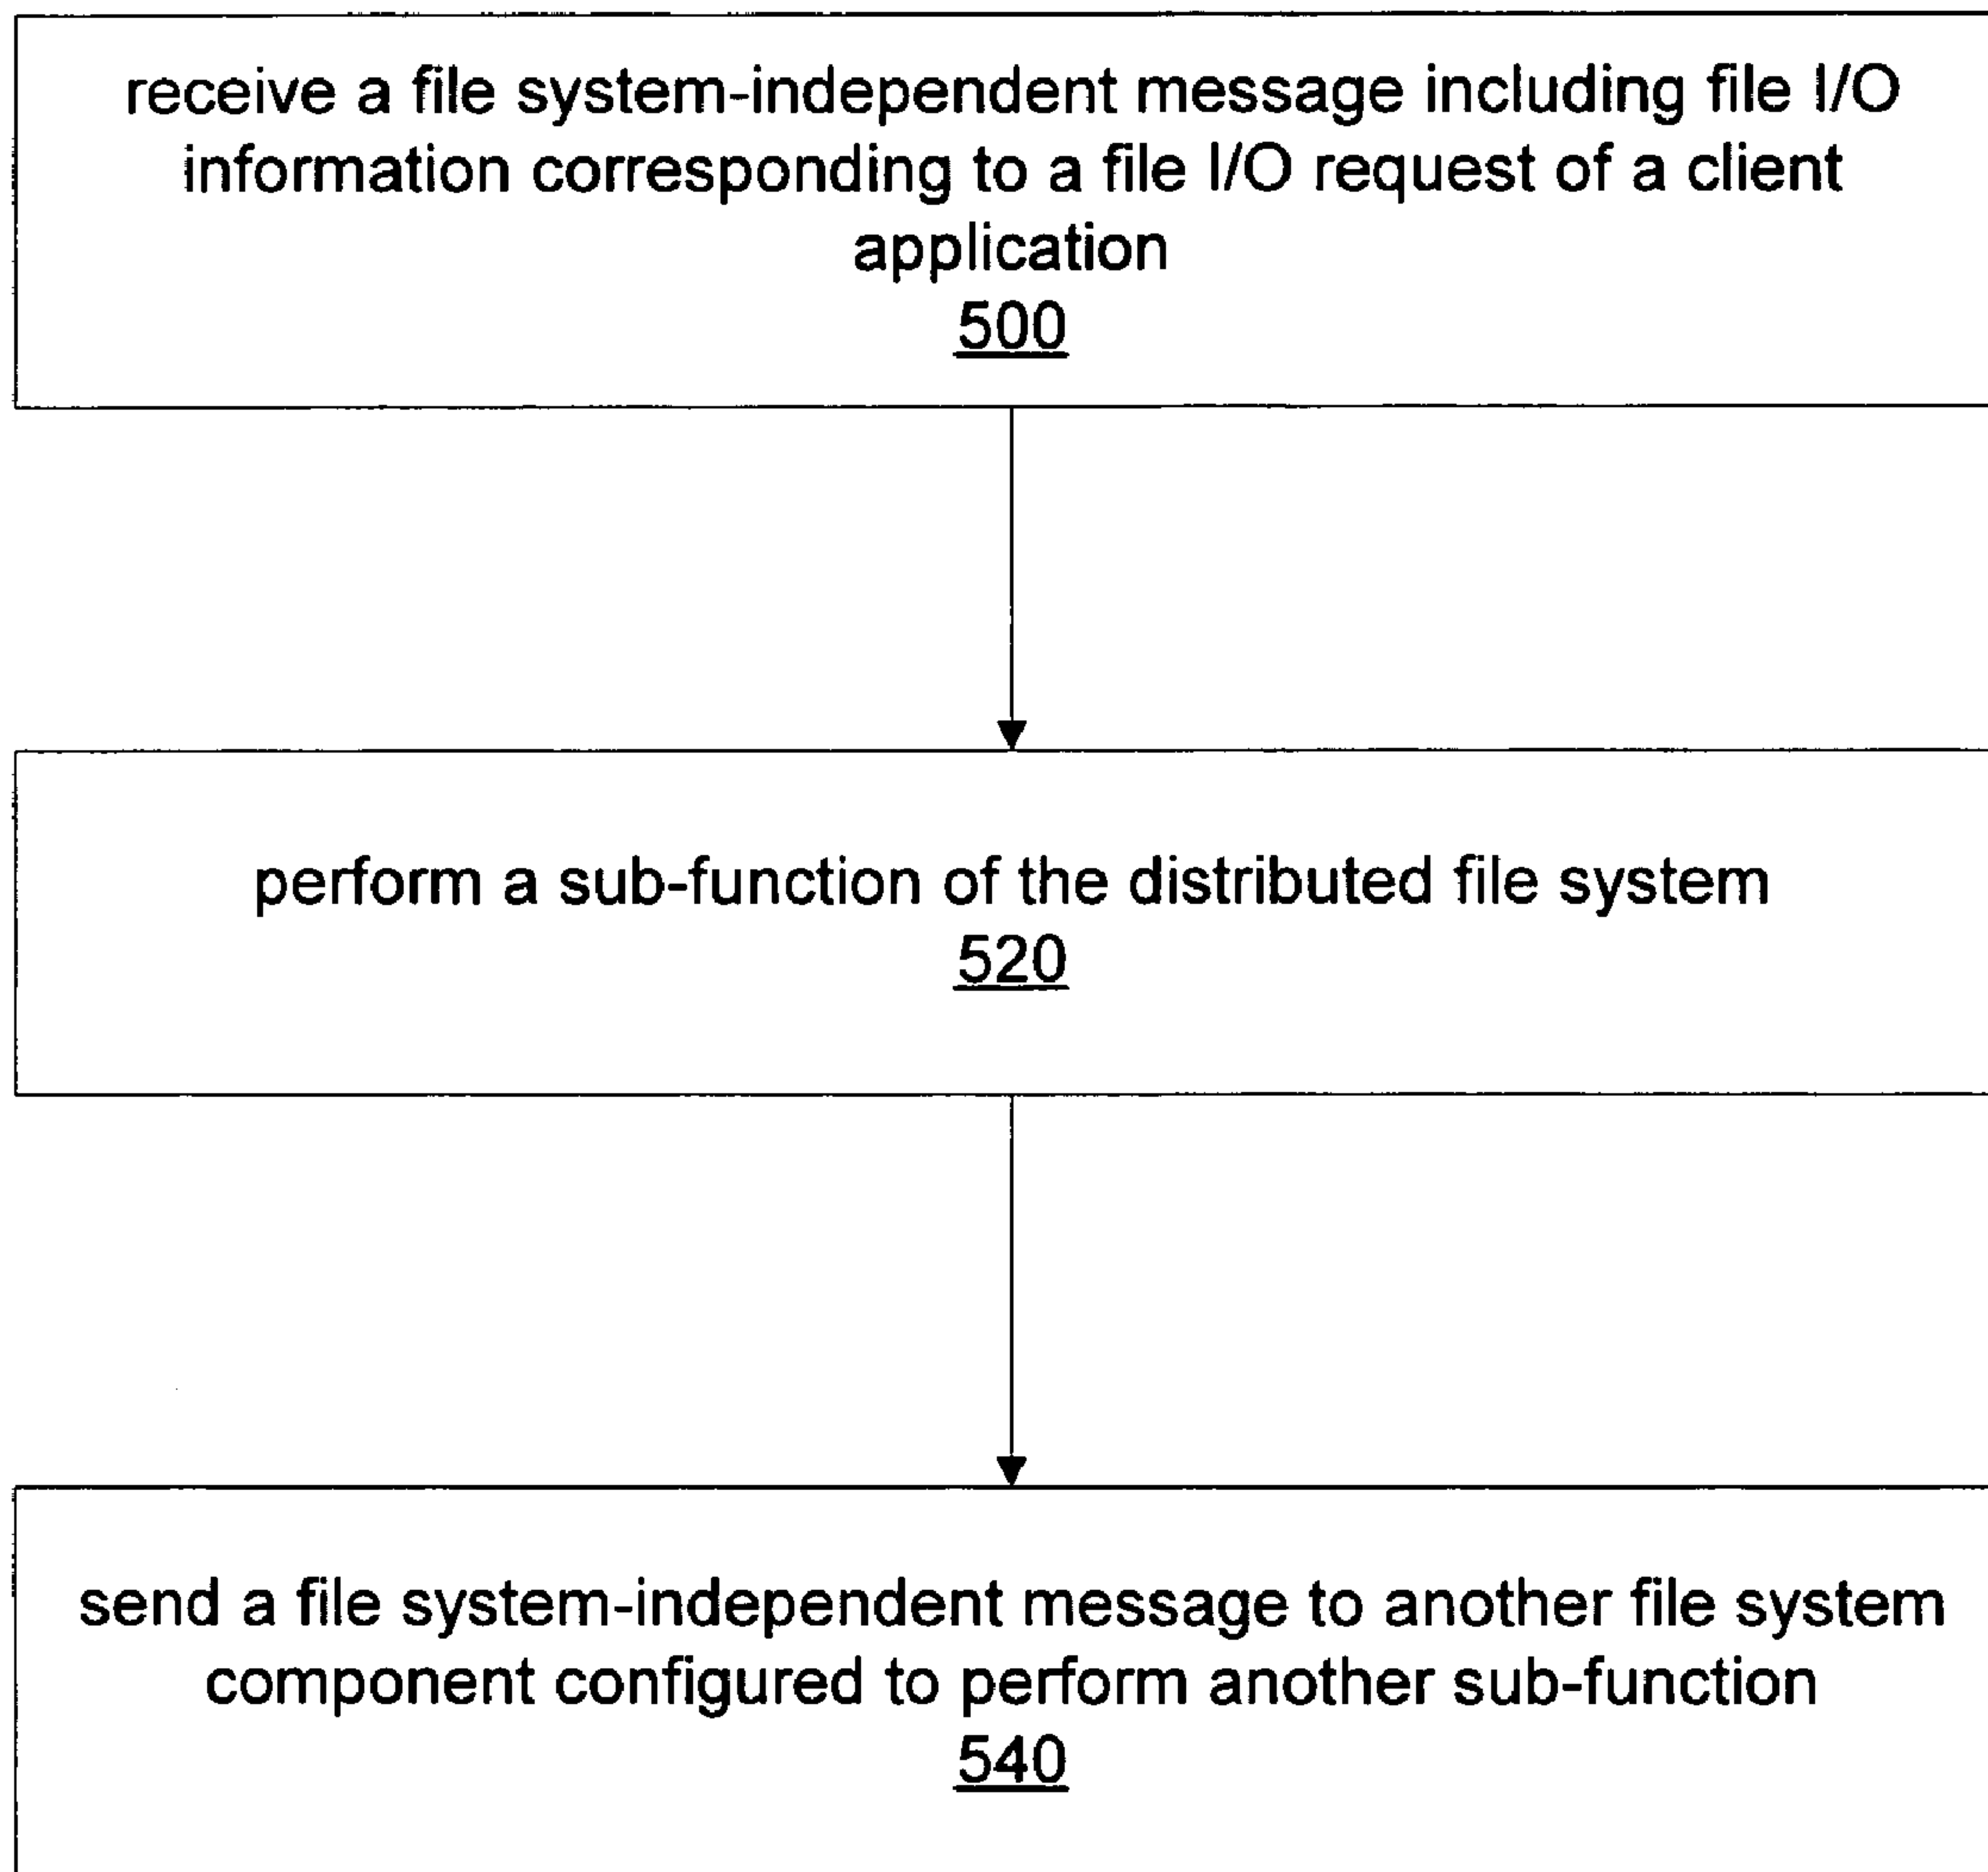 receive a file system-independent message including file I/O
information corresponding to a file I/O request of a client
application
500
perform a sub-function of the distributed file system
520
send a file system-independent message to another file system
component configured to perform another sub-function
540